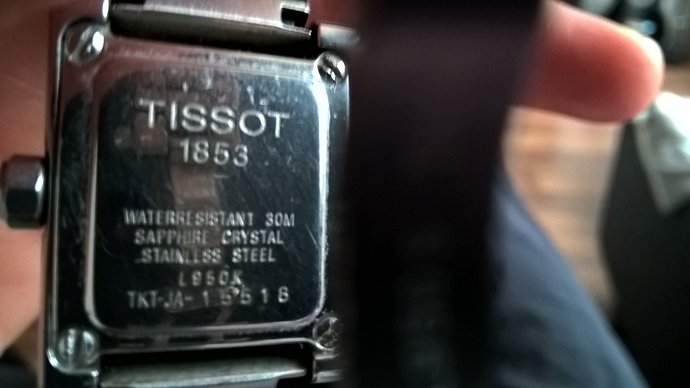 TISSOT
1853
WATERRESISTANT 30M
SAPPHIRE CRYSTAL
STAINLESS STEEL
L950K
TKT-JA-15518